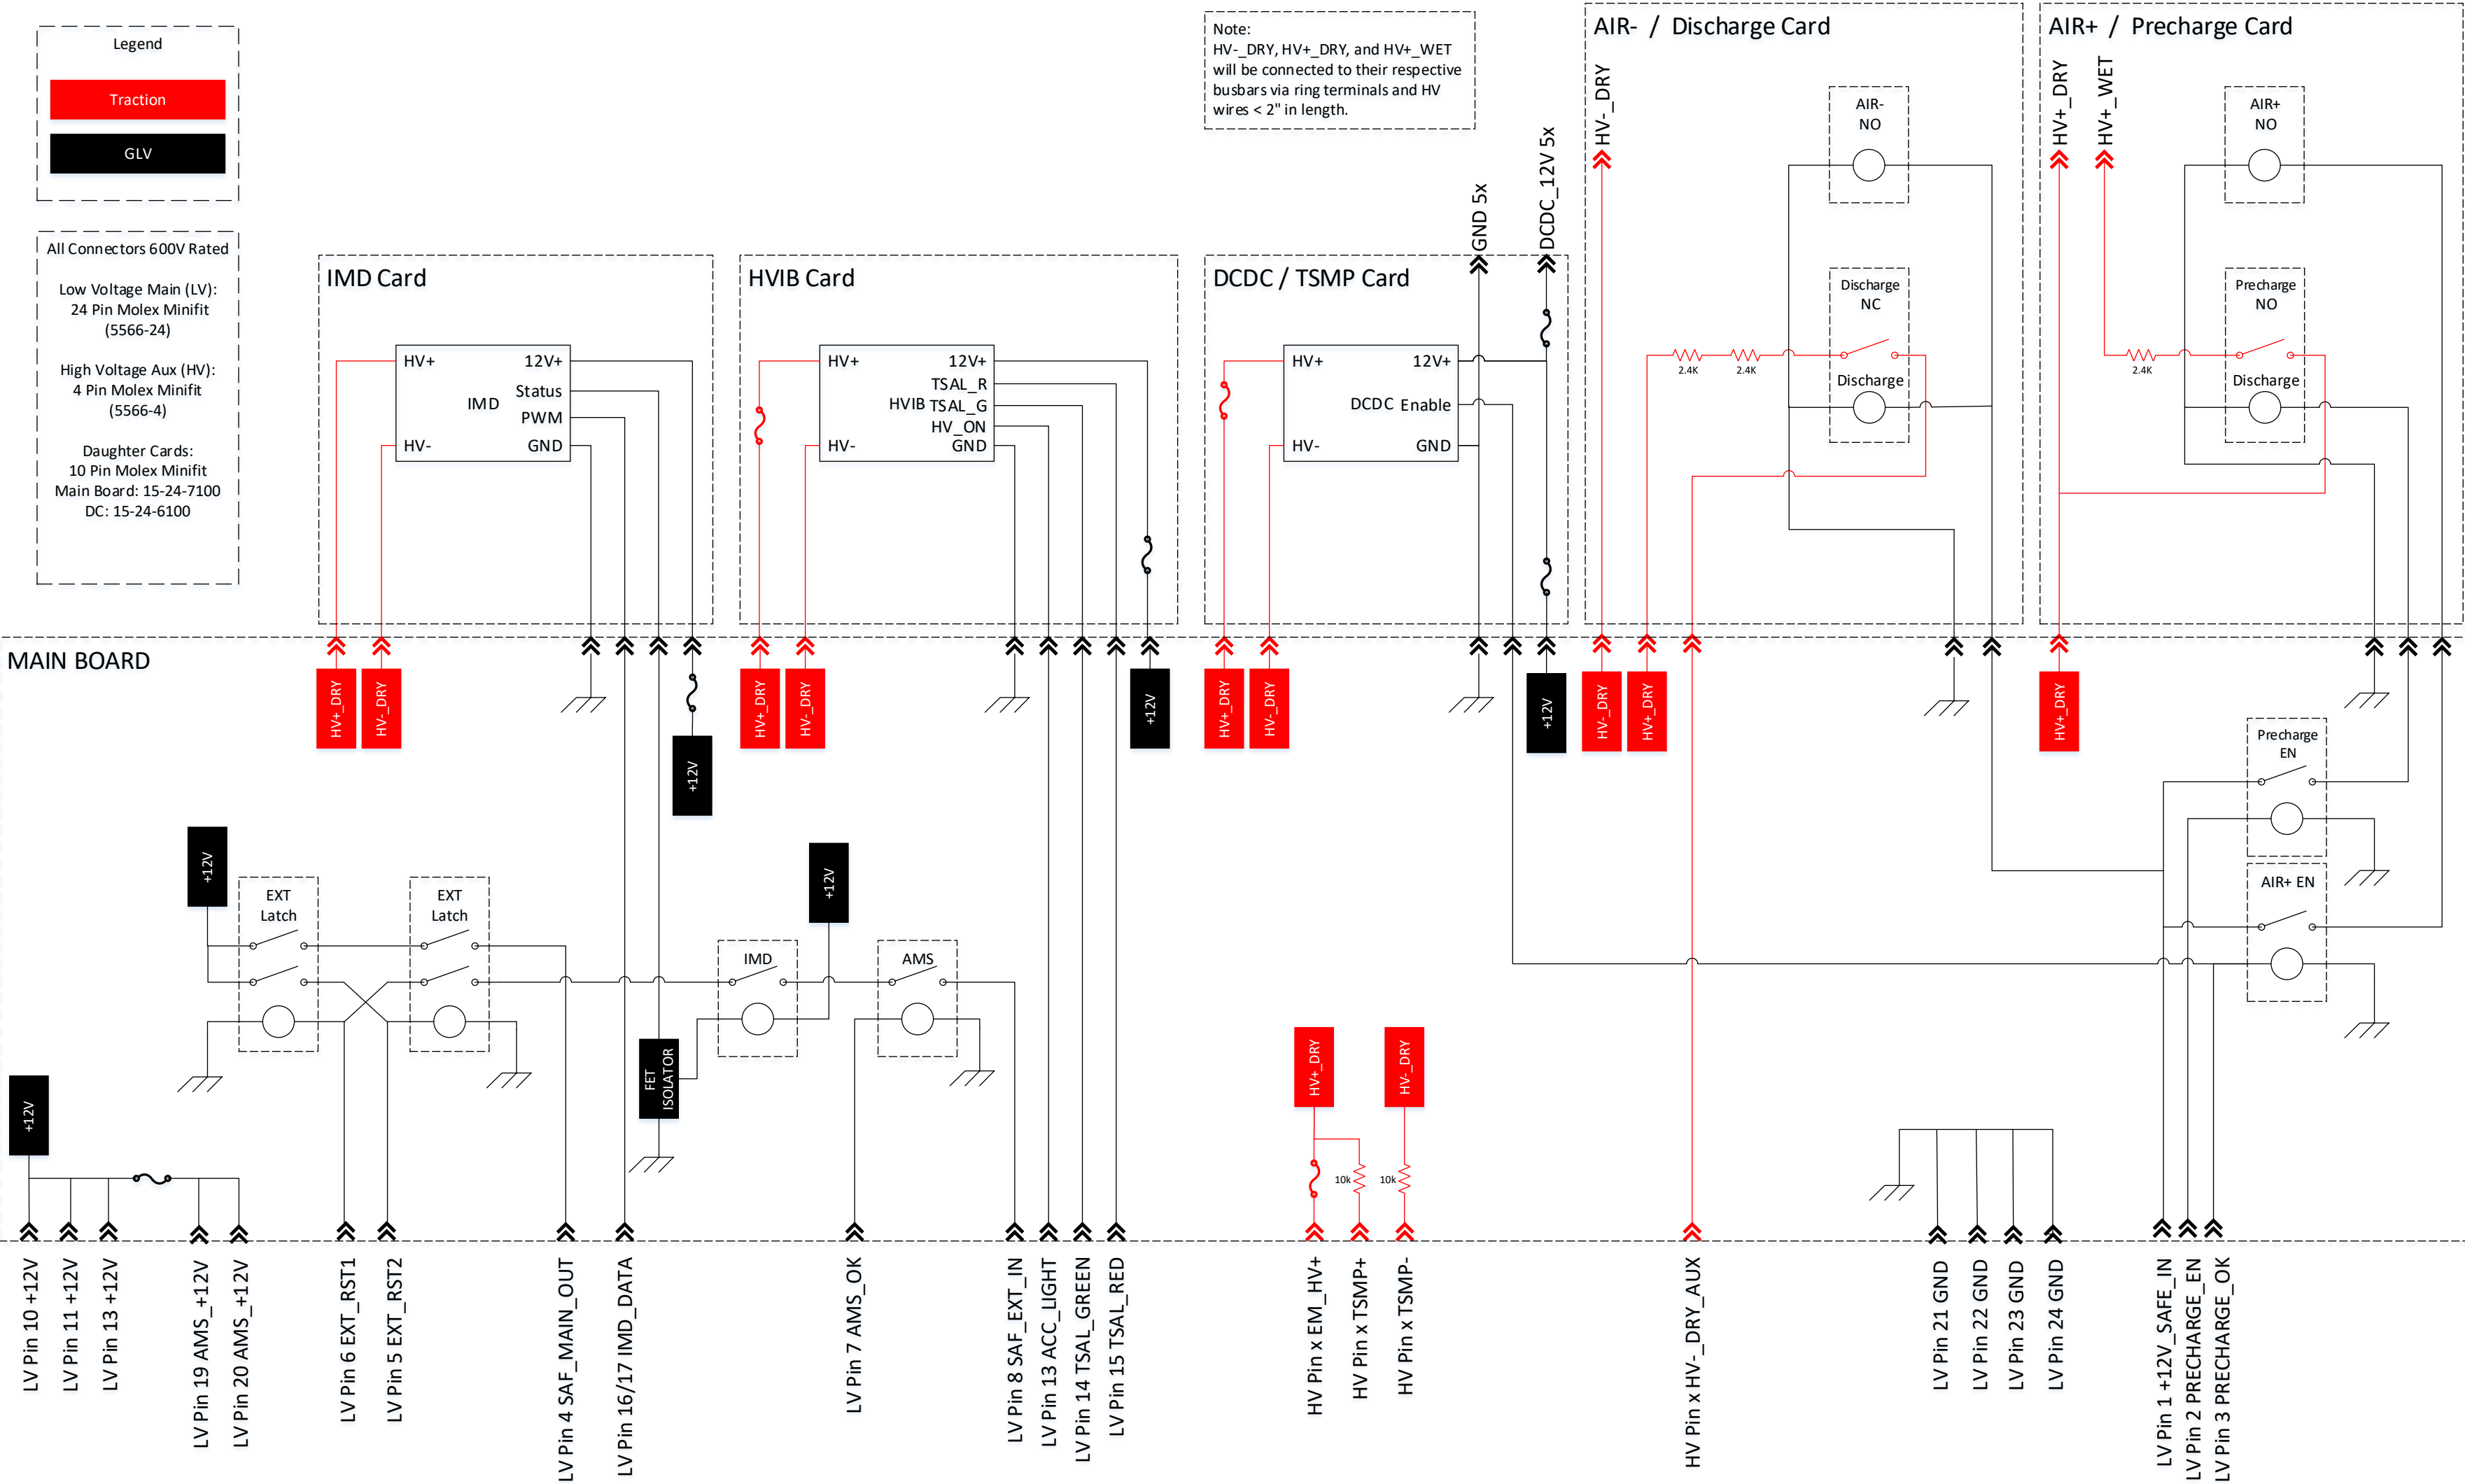 Legend
Traction
GLV
All Connectors 600V Rated
Low Voltage Main (LV):
24 Pin Molex Minifit
(5566-24)
High Voltage Aux (HV):
4 Pin Molex Minifit
(5566-4)
Daughter Cards:
10 Pin Molex Minifit
Main Board: 15-24-7100
DC: 15-24-6100
Note:
HV-_DRY, HV+_DRY, and HV+_WET
will be connected to their respective
busbars via ring terminals and HV
wires < 2" in length.
IMD Card
HV+
12V+
Status
IMD
PWM
HV-
GND
HVIB Card
HV+
12V+
TSAL_R
HVIB
TSAL_G
HV_ON
HV-
GND
DCDC / TSMP Card
GND 5x
DCDC_12V 5x
HV+
12V+
DCDC
Enable
HV-
GND
AIR- / Discharge Card
HV-_DRY
AIR-
NO
Discharge
NC
2.4K
2.4K
Discharge
AIR+ / Precharge Card
HV+_DRY
HV+_WET
AIR+
NO
Precharge
NO
2.4K
Discharge
MAIN BOARD
HV+_DRY
HV-_DRY
+12V
HV+_DRY
HV-_DRY
+12V
HV+_DRY
HV-_DRY
+12V
HV-_DRY
HV+_DRY
HV+_DRY
Precharge
EN
AIR+ EN
+12V
EXT
Latch
EXT
Latch
+12V
IMD
AMS
FET
ISOLATOR
+12V
HV+_DRY
HV-_DRY
10k
10k
LV Pin 10 +12V
LV Pin 11 +12V
LV Pin 13 +12V
LV Pin 19 AMS_+12V
LV Pin 20 AMS_+12V
LV Pin 6 EXT_RST1
LV Pin 5 EXT_RST2
LV Pin 4 SAF_MAIN_OUT
LV Pin 16/17 IMD_DATA
LV Pin 7 AMS_OK
LV Pin 8 SAF_EXT_IN
LV Pin 13 ACC_LIGHT
LV Pin 14 TSAL_GREEN
LV Pin 15 TSAL_RED
HV Pin x EM_HV+
HV Pin x TSMP+
HV Pin x TSMP-
HV Pin x HV-_DRY_AUX
LV Pin 21 GND
LV Pin 22 GND
LV Pin 23 GND
LV Pin 24 GND
LV Pin 1 +12V_SAFE_IN
LV Pin 2 PRECHARGE_EN
LV Pin 3 PRECHARGE_OK